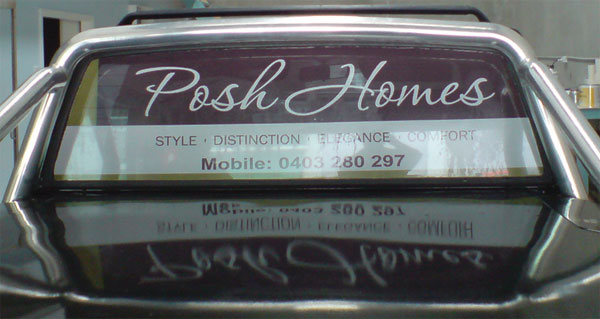 Posh Homes
STYLE · DISTINCTION · ELEGANCE · COMFORT
Mobile: 0403 280 297